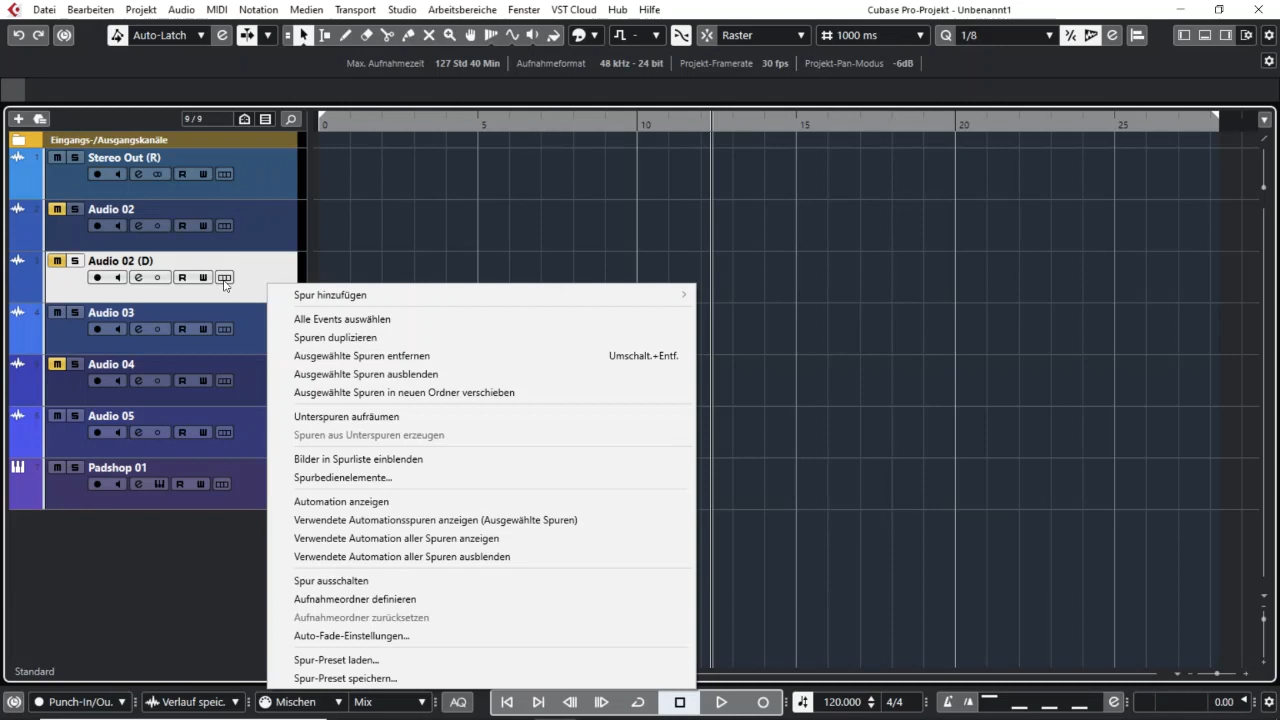 Datei Bearbeiten Projekt Audio MIDI Notation Medien Transport Studio Arbeitsbereiche Fenster VST Cloud Hub Hilfe Cubase Pro-Projekt - Unbenannt1
Auto-Latch Raster 1000 ms Q 1/8
Max. Aufnahmezeit 127 Std 40 Min Aufnahmeformat 48 kHz - 24 bit Projekt-Framerate 30 fps Projekt-Pan-Modus -6dB
9 / 9
0 5 10 15 20 25
Eingangs-/Ausgangskanäle
1 m S Stereo Out (R)
e R W
2 m S Audio 02
e R W
3 m S Audio 02 (D)
e R W
4 m S Audio 03
e R W
m S Audio 04
e R W
m S Audio 05
e R W
7 m S Padshop 01
e R W
Spur hinzufügen
Alle Events auswählen
Spuren duplizieren
Ausgewählte Spuren entfernen Umschalt.+Entf.
Ausgewählte Spuren ausblenden
Ausgewählte Spuren in neuen Ordner verschieben
Unterspuren aufräumen
Spuren aus Unterspuren erzeugen
Bilder in Spurliste einblenden
Spurbedienelemente...
Automation anzeigen
Verwendete Automationsspuren anzeigen (Ausgewählte Spuren)
Verwendete Automation aller Spuren anzeigen
Verwendete Automation aller Spuren ausblenden
Spur ausschalten
Aufnahmeordner definieren
Aufnahmeordner zurücksetzen
Auto-Fade-Einstellungen...
Spur-Preset laden...
Spur-Preset speichern...
Standard
Punch-In/Ou. Verlauf speic. Mischen Mix AQ 120.000 4/4 e 0.00